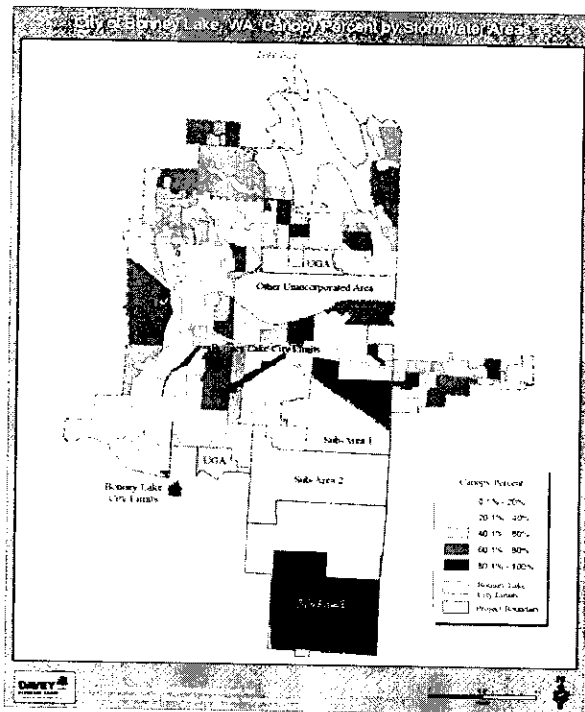 City of Bonney Lake, WA: Canopy Percent by Stormwater Areas
UGA
Other Unincorporated Area
Bonney Lake City Limits
Sub-Area 1
UGA
Sub-Area 2
Bonney Lake
City Limits
Canopy Percent
0.1% - 20%
20.1% - 40%
40.1% - 60%
60.1% - 80%
80.1% - 100%
Bonney Lake
City Limits
Project Boundary
DAVEY
N